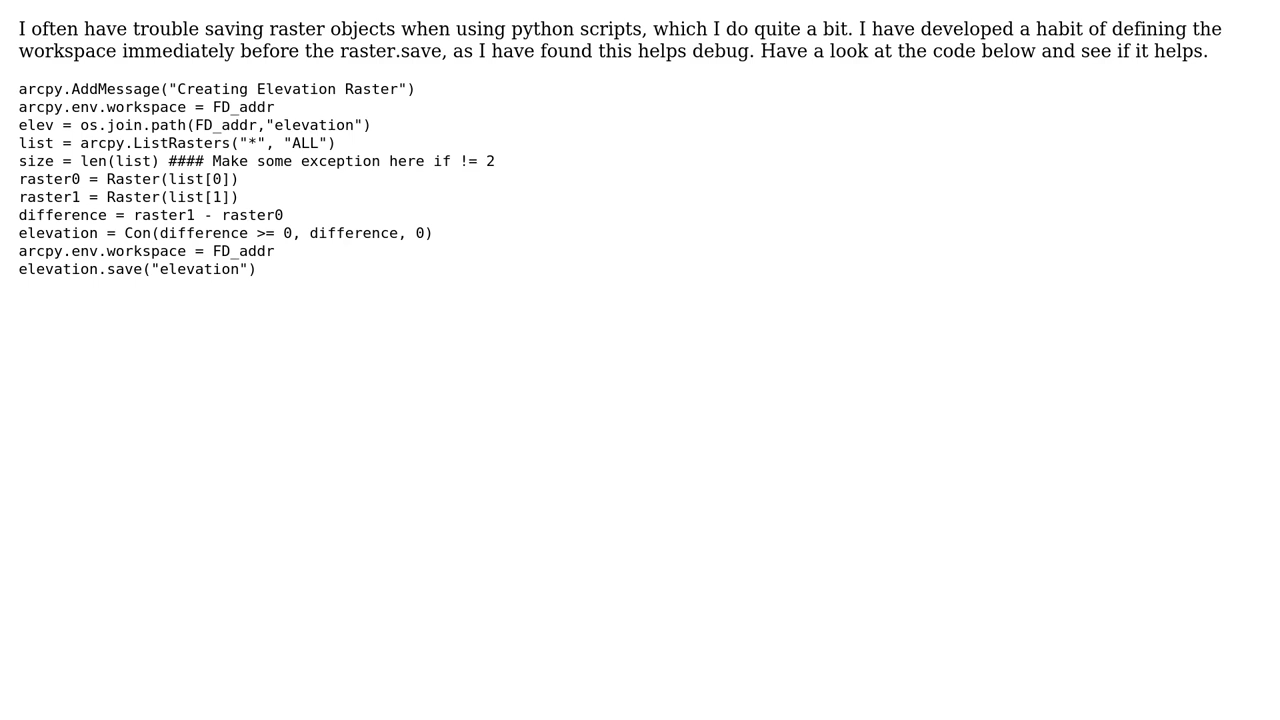 I often have trouble saving raster objects when using python scripts, which I do quite a bit. I have developed a habit of defining the
workspace immediately before the raster.save, as I have found this helps debug. Have a look at the code below and see if it helps.
arcpy.AddMessage("Creating Elevation Raster")
arcpy.env.workspace = FD_addr
elev = os.join.path(FD_addr,"elevation")
list = arcpy.ListRasters("*", "ALL")
size = len(list) #### Make some exception here if != 2
raster0 = Raster(list[0])
raster1 = Raster(list[1])
difference = raster1 - raster0
elevation = Con(difference >= 0, difference, 0)
arcpy.env.workspace = FD_addr
elevation.save("elevation")